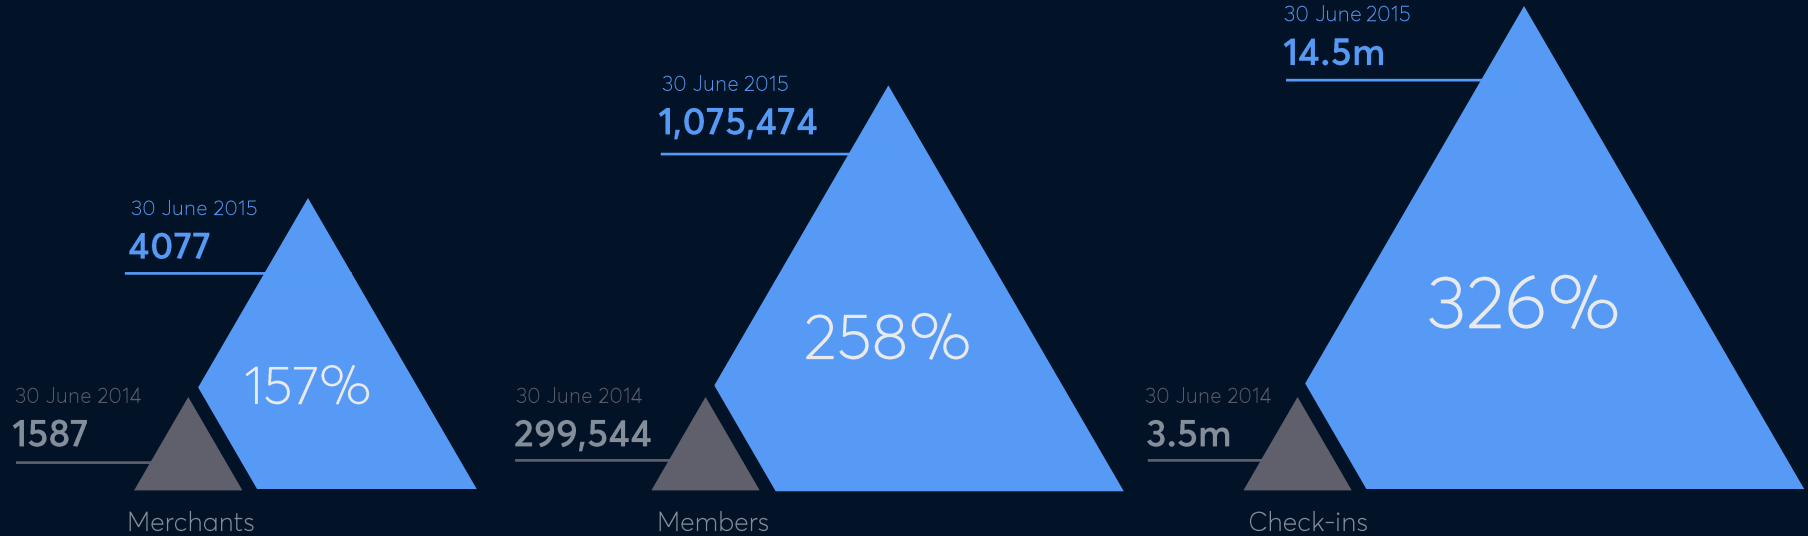 30 June 2015
4077
157%
30 June 2014
1587
Merchants
30 June 2015
1,075,474
258%
30 June 2014
299,544
Members
30 June 2015
14.5m
326%
30 June 2014
3.5m
Check-ins